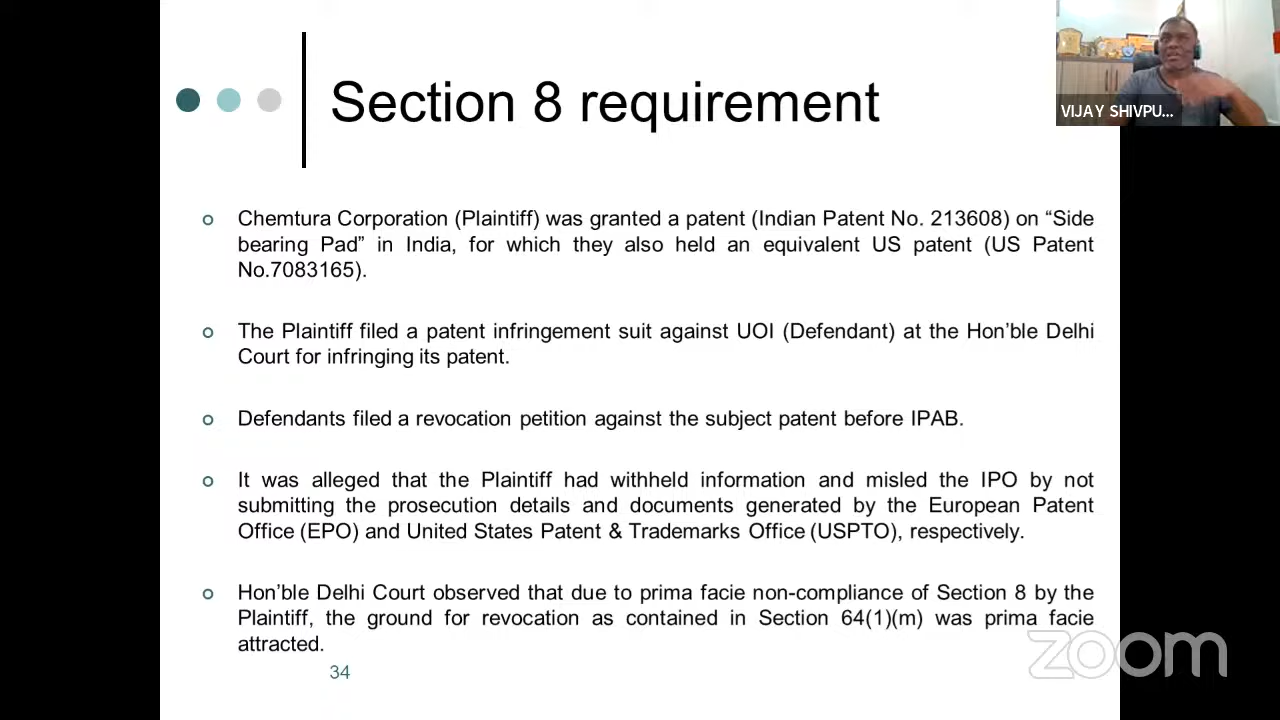 Section 8 requirement
VIJAY SHIVPU...
Chemtura Corporation (Plaintiff) was granted a patent (Indian Patent No. 213608) on “Side
bearing Pad” in India, for which they also held an equivalent US patent (US Patent
No.7083165).
The Plaintiff filed a patent infringement suit against UOI (Defendant) at the Hon’ble Delhi
Court for infringing its patent.
Defendants filed a revocation petition against the subject patent before IPAB.
It was alleged that the Plaintiff had withheld information and misled the IPO by not
submitting the prosecution details and documents generated by the European Patent
Office (EPO) and United States Patent & Trademarks Office (USPTO), respectively.
Hon’ble Delhi Court observed that due to prima facie non-compliance of Section 8 by the
Plaintiff, the ground for revocation as contained in Section 64(1)(m) was prima facie
attracted.
34
zoom